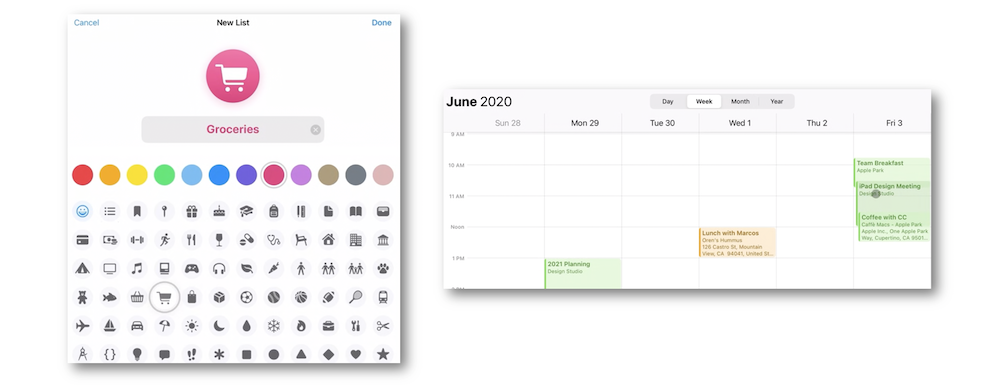 Cancel
New List
Done
Groceries
June 2020
Day
Week
Month
Year
Sun 28
Mon 29
Tue 30
Wed 1
Thu 2
Fri 3
9 AM
10 AM
11 AM
Noon
1 PM
Team Breakfast
Apple Park
iPad Design Meeting
Coffee with CC
Caffè Macs – Apple Park
Apple Inc., One Apple Park
Way, Cupertino, CA 9501...
Lunch with Marcos
Oren's Hummus
126 Castro St, Mountain
View, CA 94041, United St...
2021 Planning
Design Studio